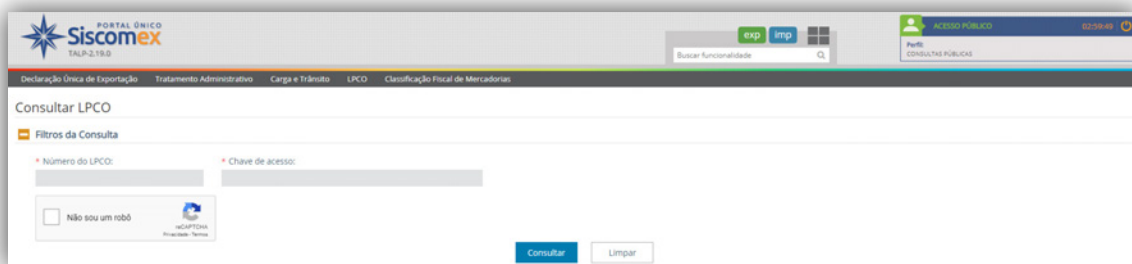 PORTAL ÚNICO
Siscomex
TALP-2.19.0
exp imp
Buscar funcionalidade
ACESSO PÚBLICO 02:59:49
Perfil:
CONSULTAS PÚBLICAS
Declaração Única de Exportação Tratamento Administrativo Carga e Trânsito LPCO Classificação Fiscal de Mercadorias
Consultar LPCO
Filtros da Consulta
* Número do LPCO: * Chave de acesso:
Não sou um robô
reCAPTCHA
Privacidade - Termos
Consultar Limpar